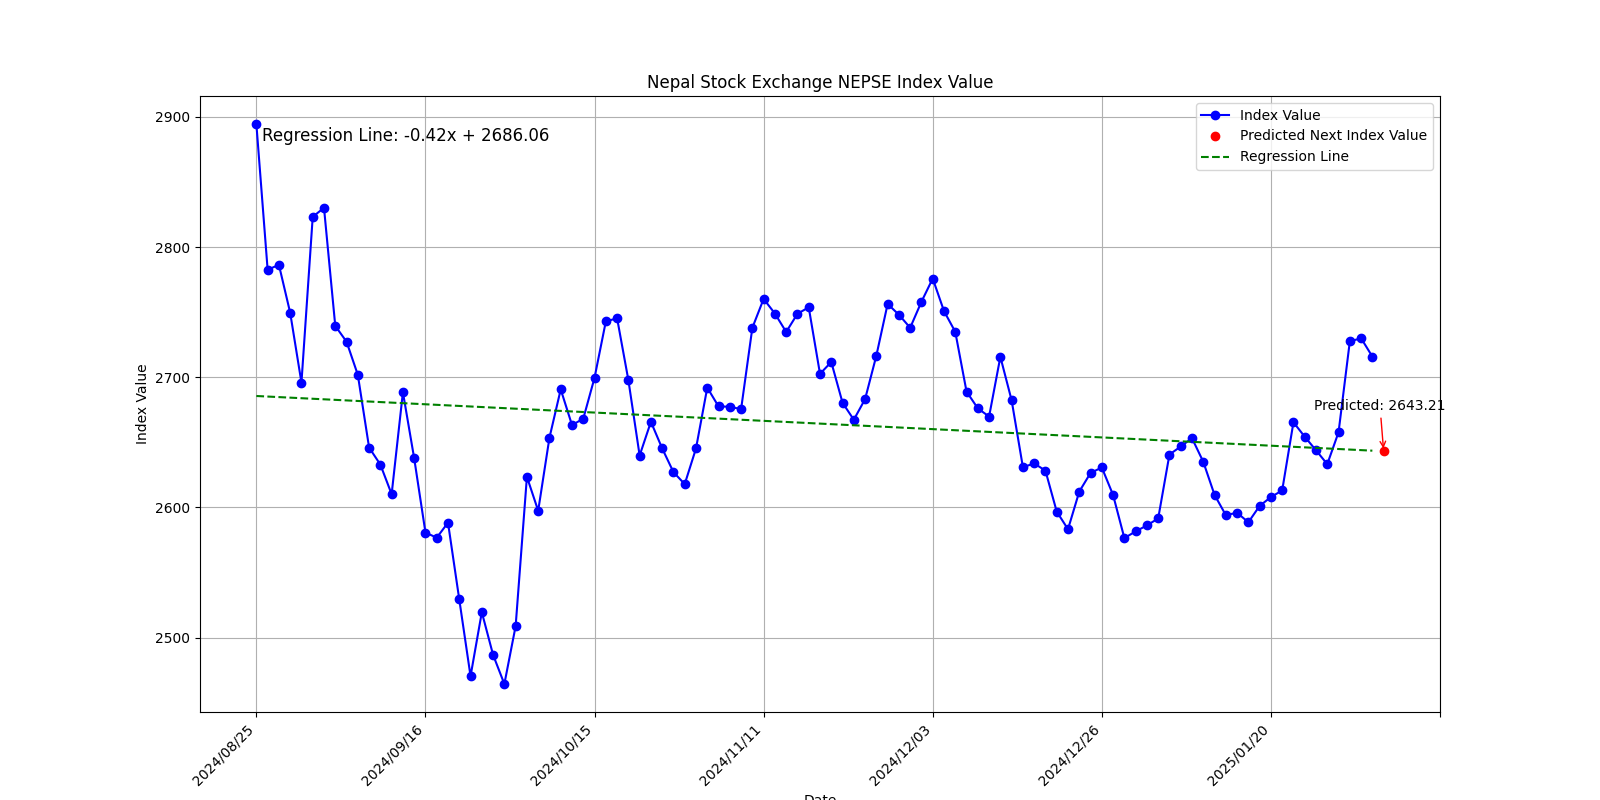 Nepal Stock Exchange NEPSE Index Value
Index Value
Predicted Next Index Value
Regression Line
Regression Line: -0.42x + 2686.06
Predicted: 2643.21
Index Value
2900
2800
2700
2600
2500
2024/08/25
2024/09/16
2024/10/15
2024/11/11
2024/12/03
2024/12/26
2025/01/20
Date